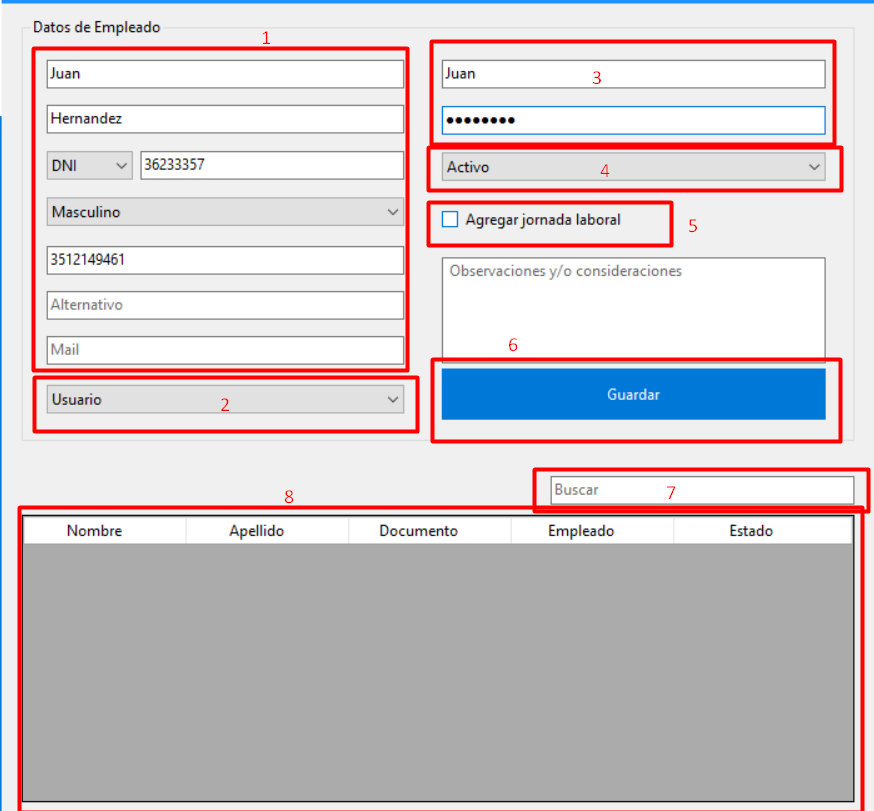 Datos de Empleado
1
Juan
Hernandez
DNI 36233357
Masculino
3512149461
Alternativo
Mail
Usuario 2
Juan 3
••••••••
Activo 4
Agregar jornada laboral 5
Observaciones y/o consideraciones
6
Guardar
Buscar 7
8
Nombre Apellido Documento Empleado Estado